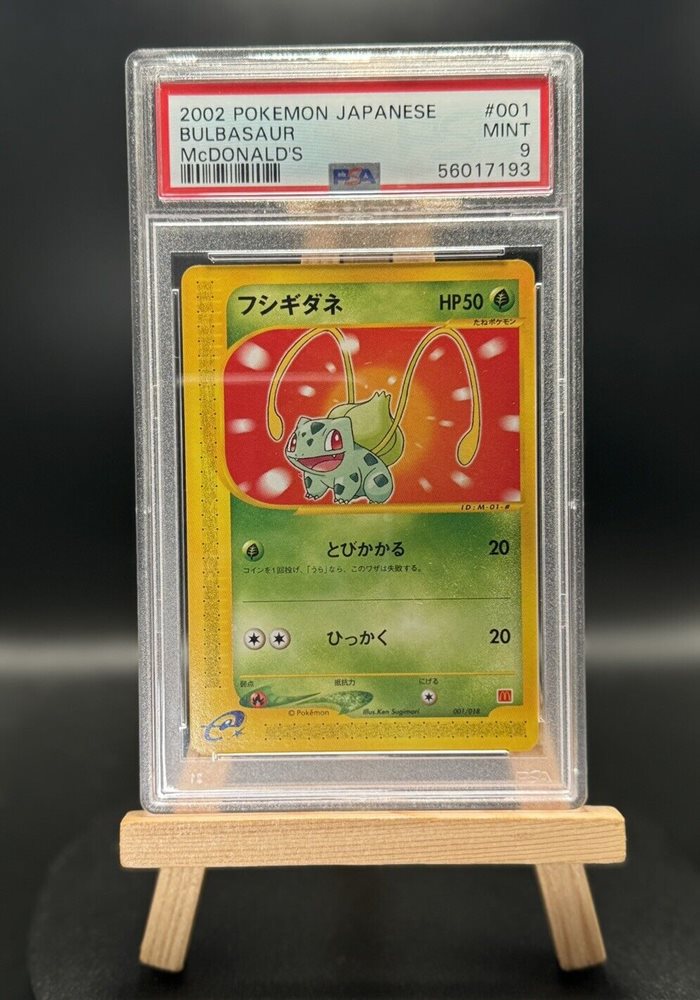 2002 POKEMON JAPANESE #001
BULBASAUR MINT
McDONALD'S 9
PSA 56017193
フシギダネ HP50
たねポケモン
ID:M-01-#
とびかかる 20
コインを1回投げ、「うら」なら、このワザは失敗する。
ひっかく 20
弱点 抵抗力 にげる
© Pokémon Illus.Ken Sugimori 001/018
e
PSA